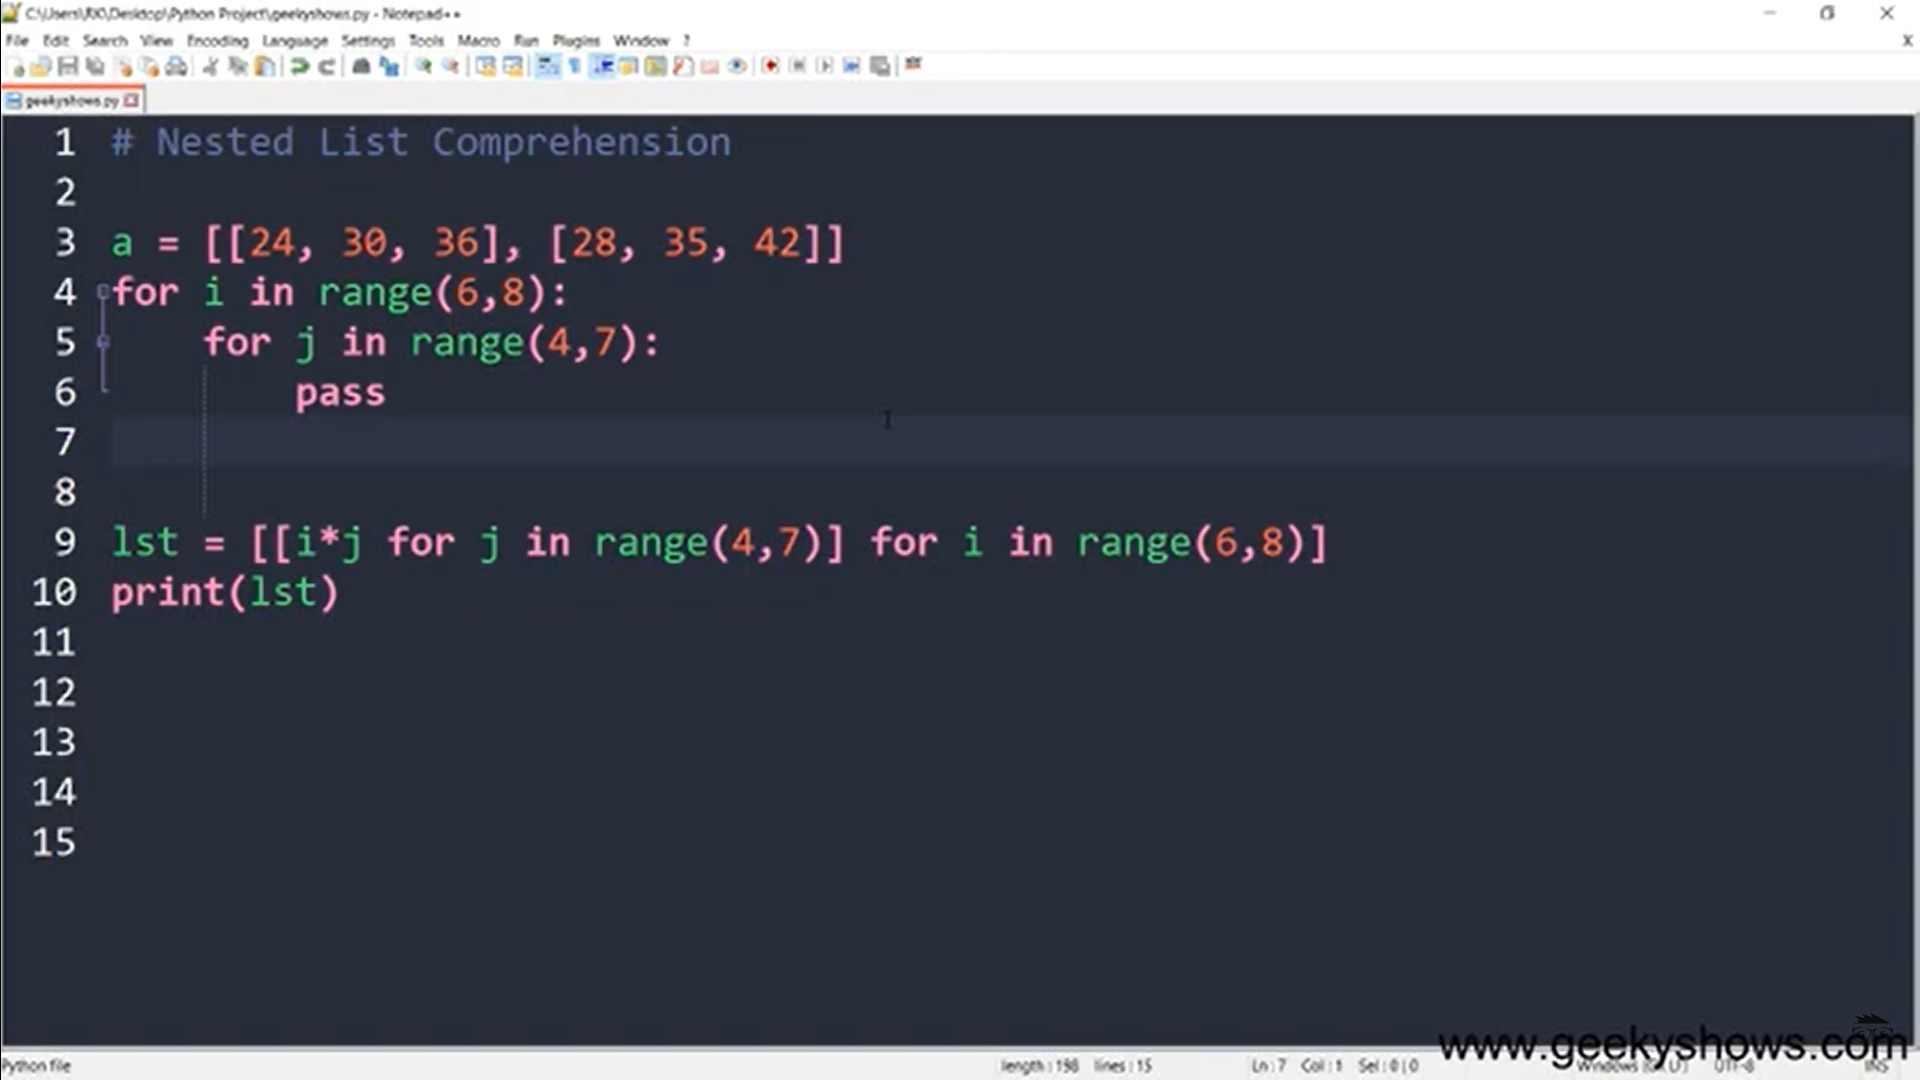 C:\Users\RK\Desktop\Python Project\geekyshows.py - Notepad++
File Edit Search View Encoding Language Settings Tools Macro Run Plugins Window ?
X
geekyshows.py
1 # Nested List Comprehension
2
3 a = [[24, 30, 36], [28, 35, 42]]
4 for i in range(6,8):
5 for j in range(4,7):
6 pass
7
8
9 lst = [[i*j for j in range(4,7)] for i in range(6,8)]
10 print(lst)
11
12
13
14
15
www.geekyshows.com
Python file length : 198 lines : 15 Ln : 7 Col : 1 Sel : 0 | 0 Windows UTF-8 INS